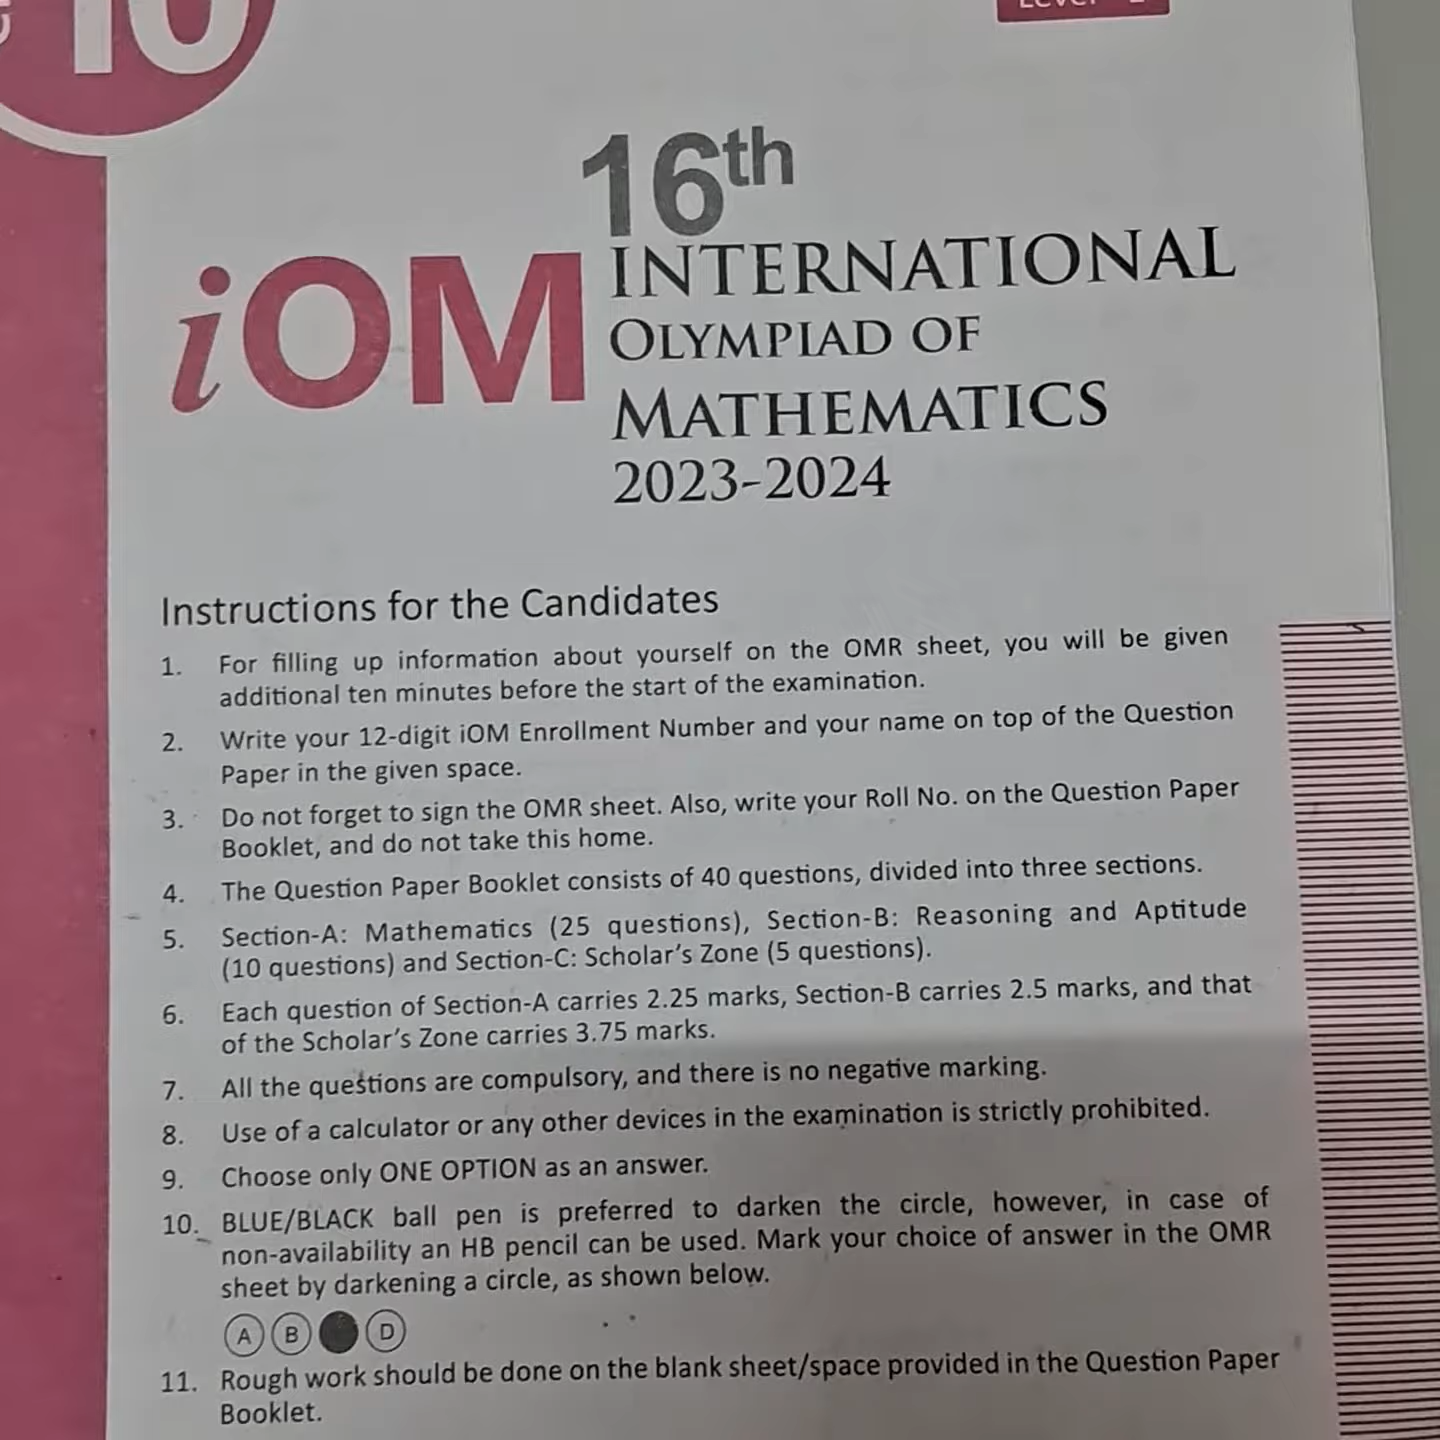 10
16th
iOM
INTERNATIONAL
OLYMPIAD OF
MATHEMATICS
2023-2024
Instructions for the Candidates
1. For filling up information about yourself on the OMR sheet, you will be given
additional ten minutes before the start of the examination.
2. Write your 12-digit iOM Enrollment Number and your name on top of the Question
Paper in the given space.
3. Do not forget to sign the OMR sheet. Also, write your Roll No. on the Question Paper
Booklet, and do not take this home.
4. The Question Paper Booklet consists of 40 questions, divided into three sections.
5. Section-A: Mathematics (25 questions), Section-B: Reasoning and Aptitude
(10 questions) and Section-C: Scholar's Zone (5 questions).
6. Each question of Section-A carries 2.25 marks, Section-B carries 2.5 marks, and that
of the Scholar's Zone carries 3.75 marks.
7. All the questions are compulsory, and there is no negative marking.
8. Use of a calculator or any other devices in the examination is strictly prohibited.
9. Choose only ONE OPTION as an answer.
10. BLUE/BLACK ball pen is preferred to darken the circle, however, in case of
non-availability an HB pencil can be used. Mark your choice of answer in the OMR
sheet by darkening a circle, as shown below.
A B D
11. Rough work should be done on the blank sheet/space provided in the Question Paper
Booklet.